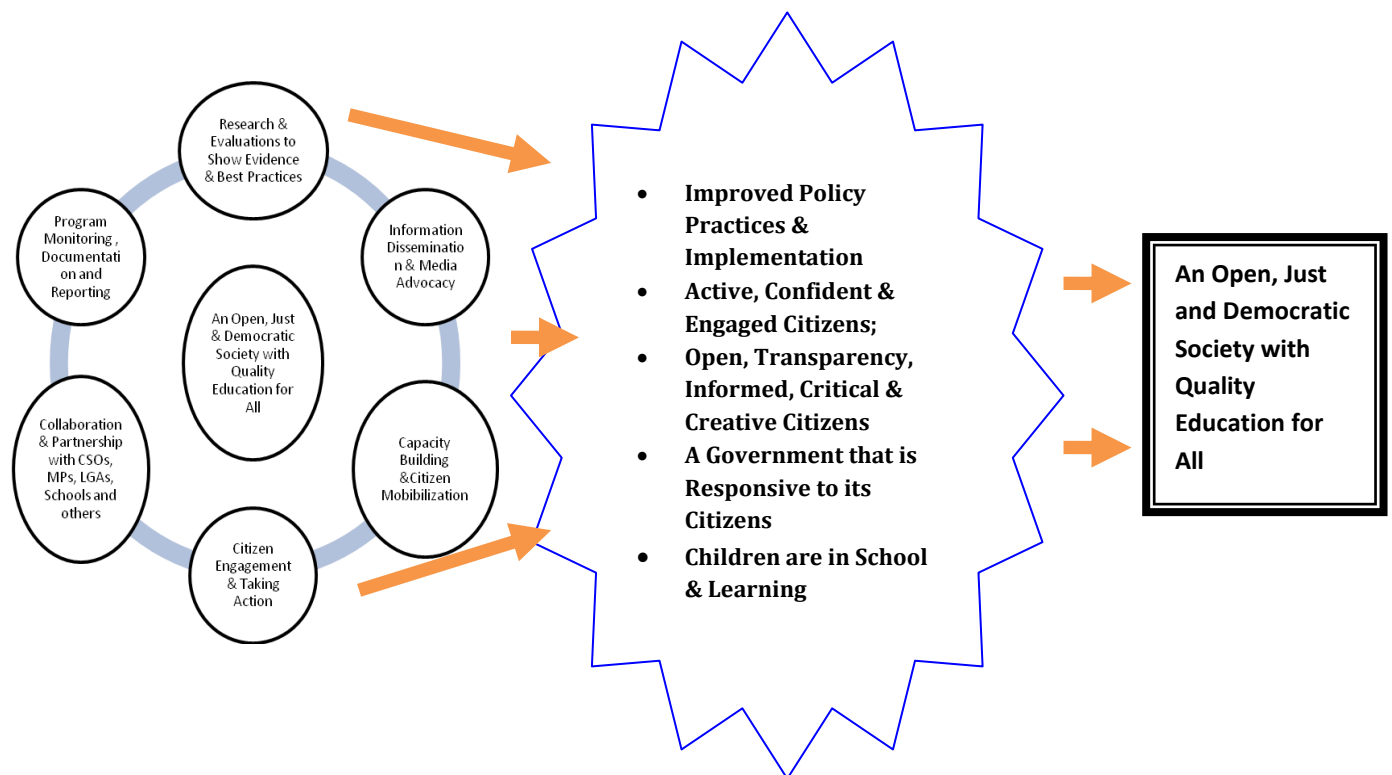 Research &
Evaluations to
Show Evidence
& Best Practices
Information
Disseminatio
n & Media
Advocacy
Capacity
Building
&Citizen
Mobibilization
Citizen
Engagement
& Taking
Action
Collaboration
& Partnership
with CSOs,
MPs, LGAs,
Schools and
others
Program
Monitoring ,
Documentati
on and
Reporting
An Open, Just
& Democratic
Society with
Quality
Education for
All
• Improved Policy
Practices &
Implementation
• Active, Confident &
Engaged Citizens;
• Open, Transparency,
Informed, Critical &
Creative Citizens
• A Government that is
Responsive to its
Citizens
• Children are in School
& Learning
An Open, Just
and Democratic
Society with
Quality
Education for
All